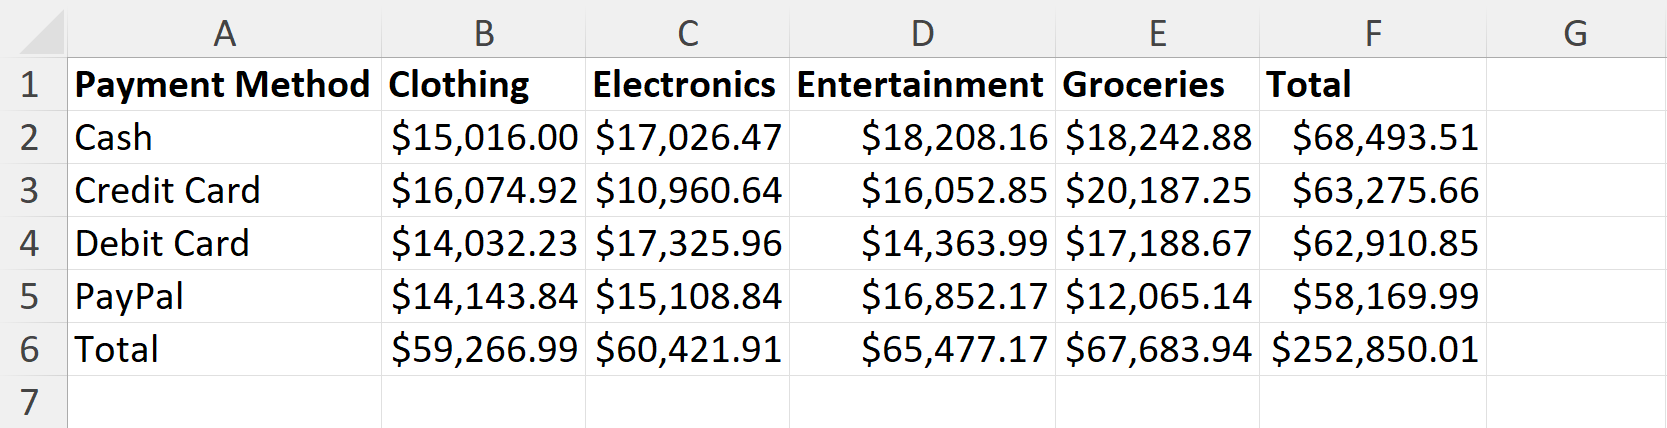 A B C D E F G
1 Payment Method Clothing Electronics Entertainment Groceries Total
2 Cash $15,016.00 $17,026.47 $18,208.16 $18,242.88 $68,493.51
3 Credit Card $16,074.92 $10,960.64 $16,052.85 $20,187.25 $63,275.66
4 Debit Card $14,032.23 $17,325.96 $14,363.99 $17,188.67 $62,910.85
5 PayPal $14,143.84 $15,108.84 $16,852.17 $12,065.14 $58,169.99
6 Total $59,266.99 $60,421.91 $65,477.17 $67,683.94 $252,850.01
7